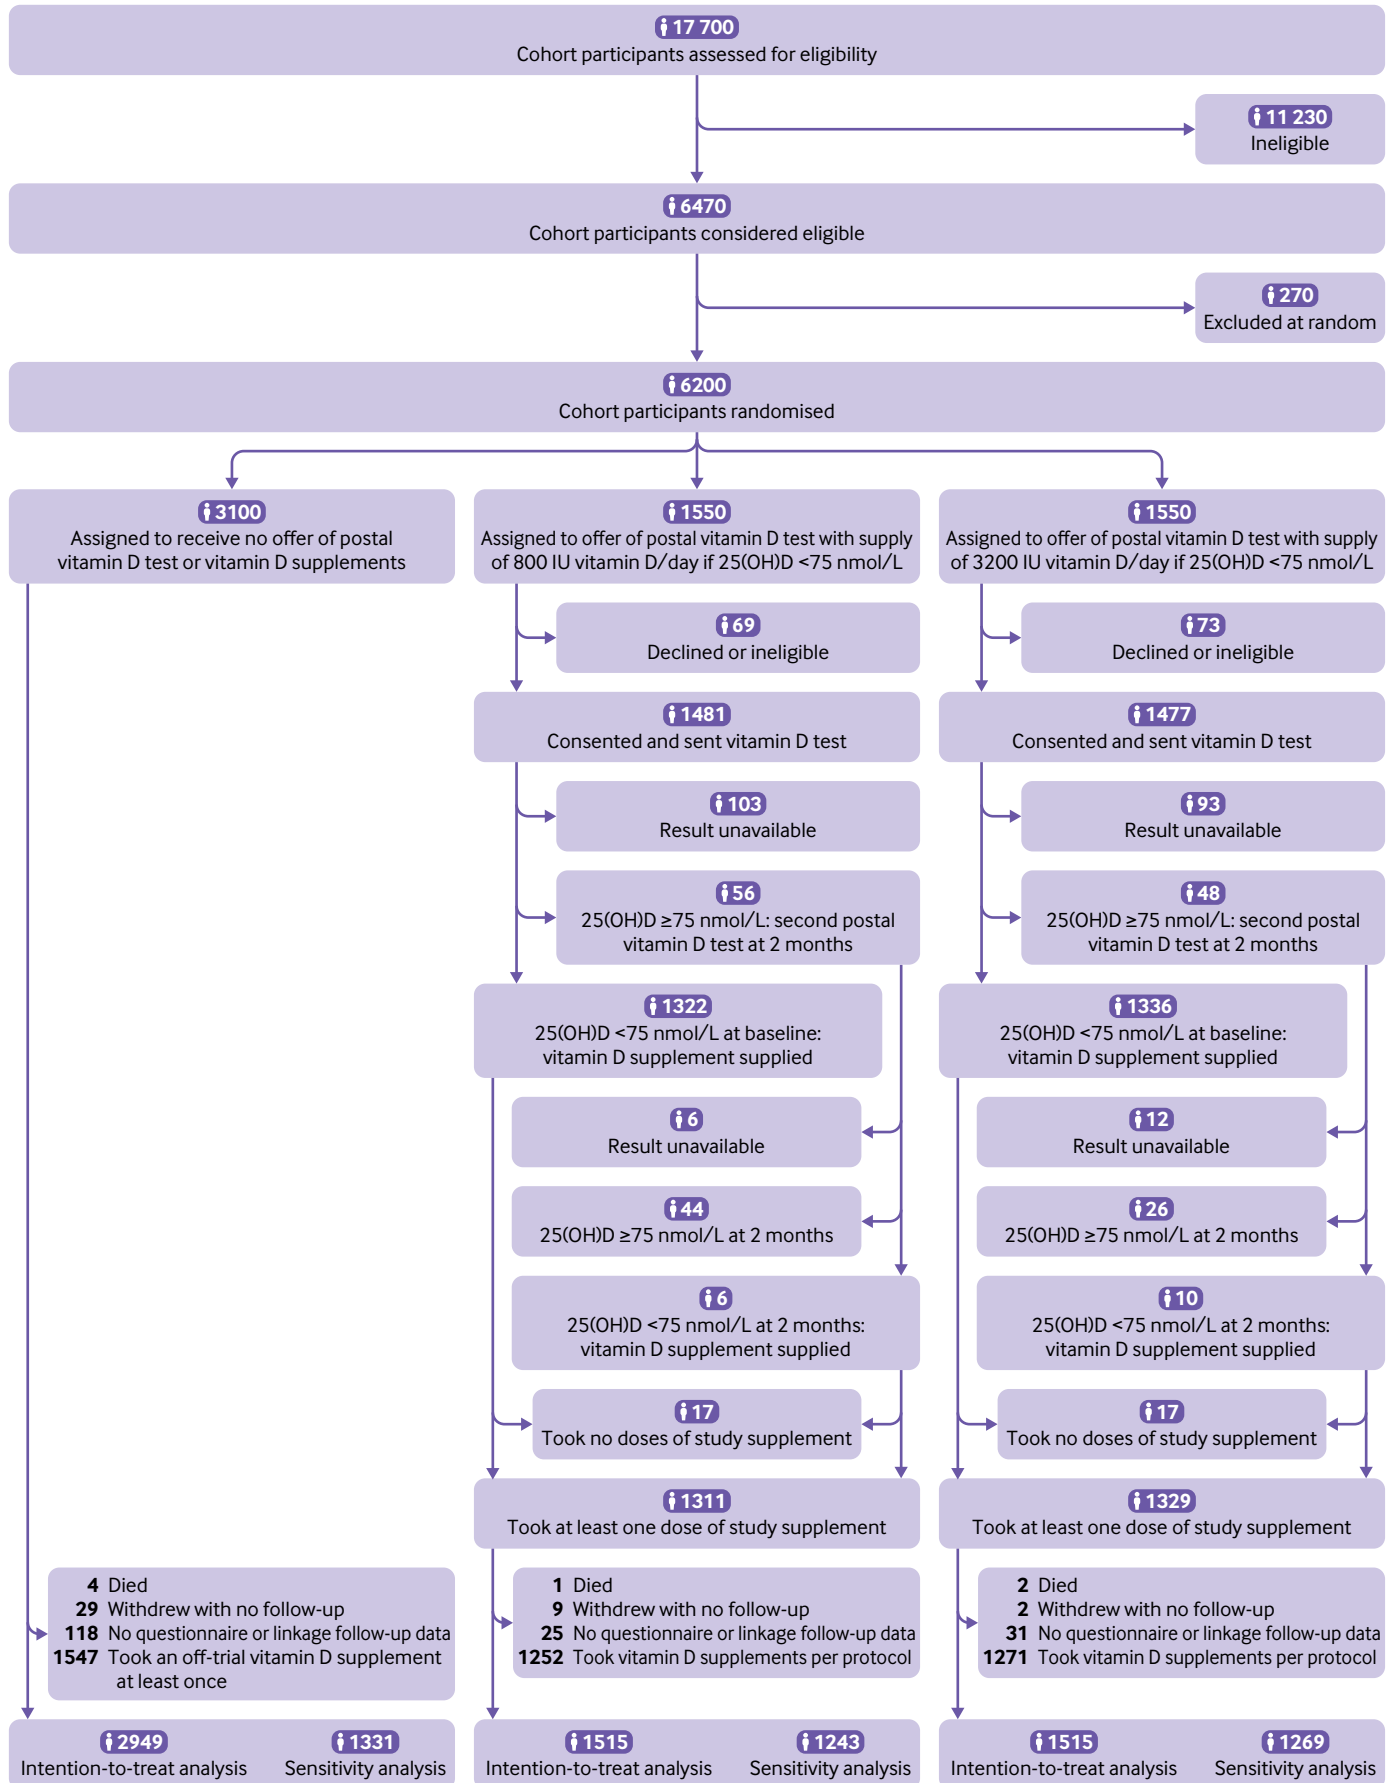 17 700
Cohort participants assessed for eligibility
11 230
Ineligible
6470
Cohort participants considered eligible
270
Excluded at random
6200
Cohort participants randomised
3100
Assigned to receive no offer of postal
vitamin D test or vitamin D supplements
1550
Assigned to offer of postal vitamin D test with supply
of 800 IU vitamin D/day if 25(OH)D <75 nmol/L
1550
Assigned to offer of postal vitamin D test with supply
of 3200 IU vitamin D/day if 25(OH)D <75 nmol/L
69
Declined or ineligible
73
Declined or ineligible
1481
Consented and sent vitamin D test
1477
Consented and sent vitamin D test
103
Result unavailable
93
Result unavailable
56
25(OH)D ≥75 nmol/L: second postal
vitamin D test at 2 months
48
25(OH)D ≥75 nmol/L: second postal
vitamin D test at 2 months
1322
25(OH)D <75 nmol/L at baseline:
vitamin D supplement supplied
1336
25(OH)D <75 nmol/L at baseline:
vitamin D supplement supplied
6
Result unavailable
12
Result unavailable
44
25(OH)D ≥75 nmol/L at 2 months
26
25(OH)D ≥75 nmol/L at 2 months
6
25(OH)D <75 nmol/L at 2 months:
vitamin D supplement supplied
10
25(OH)D <75 nmol/L at 2 months:
vitamin D supplement supplied
17
Took no doses of study supplement
17
Took no doses of study supplement
1311
Took at least one dose of study supplement
1329
Took at least one dose of study supplement
4 Died
29 Withdrew with no follow-up
118 No questionnaire or linkage follow-up data
1547 Took an off-trial vitamin D supplement
at least once
1 Died
9 Withdrew with no follow-up
25 No questionnaire or linkage follow-up data
1252 Took vitamin D supplements per protocol
2 Died
2 Withdrew with no follow-up
31 No questionnaire or linkage follow-up data
1271 Took vitamin D supplements per protocol
2949
Intention-to-treat analysis
1331
Sensitivity analysis
1515
Intention-to-treat analysis
1243
Sensitivity analysis
1515
Intention-to-treat analysis
1269
Sensitivity analysis